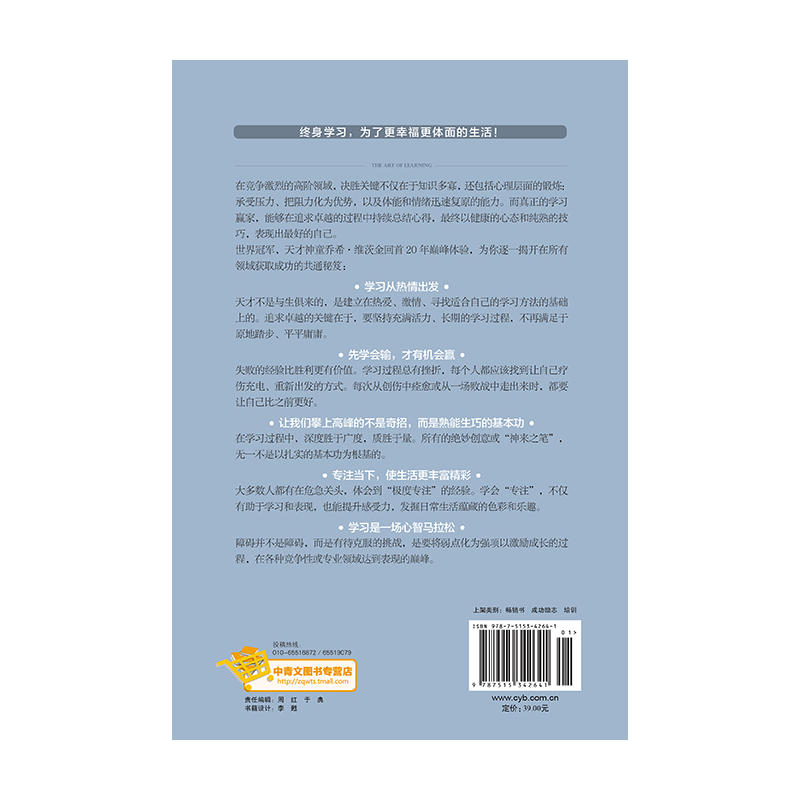 终身学习，为了更幸福更体面的生活！
THE ART OF LEARNING
在竞争激烈的高阶领域，决胜关键不仅在于知识多寡，还包括心理层面的锻炼：
承受压力、把阻力化为优势，以及体能和情绪迅速复原的能力。而真正的学习
赢家，能够在追求卓越的过程中持续总结心得，最终以健康的心态和纯熟的技
巧，表现出最好的自己。
世界冠军、天才神童乔希·维茨金回首20年巅峰体验，为你逐一揭开在所有
领域获取成功的共通秘笈：
• 学习从热情出发 •
天才不是与生俱来的，是建立在热爱、激情、寻找适合自己的学习方法的基础
上的。追求卓越的关键在于，要坚持充满活力、长期的学习过程，不再满足于
原地踏步、平平庸庸。
• 先学会输，才有机会赢 •
失败的经验比胜利更有价值。学习过程总有挫折，每个人都应该找到让自己疗
伤充电、重新出发的方式。每次从创伤中痊愈或从一场败战中走出来时，都要
让自己比之前更好。
• 让我们攀上高峰的不是奇招，而是熟能生巧的基本功 •
在学习过程中，深度胜于广度，质胜于量。所有的绝妙创意或“神来之笔”，
无一不是以扎实的基本功为根基的。
• 专注当下，使生活更丰富精彩 •
大多数人都有在危急关头，体会到“极度专注”的经验。学会“专注”，不仅
有助于学习和表现，也能提升感受力，发掘日常生活蕴藏的色彩和乐趣。
• 学习是一场心智马拉松 •
障碍并不是障碍，而是有待克服的挑战，是要将弱点化为强项以激励成长的过
程，在各种竞争性或专业领域达到表现的巅峰。
上架类别：畅销书 成功励志 培训
ISBN 978-7-5153-4264-1
01>
9 787515 342641
www.cyb.com.cn
定价：39.00元
投稿热线：
010-65516872 / 65519079
中青文图书专营店
http://zqwts.tmall.com
责任编辑：周 红 于 典
书籍设计：李 甦